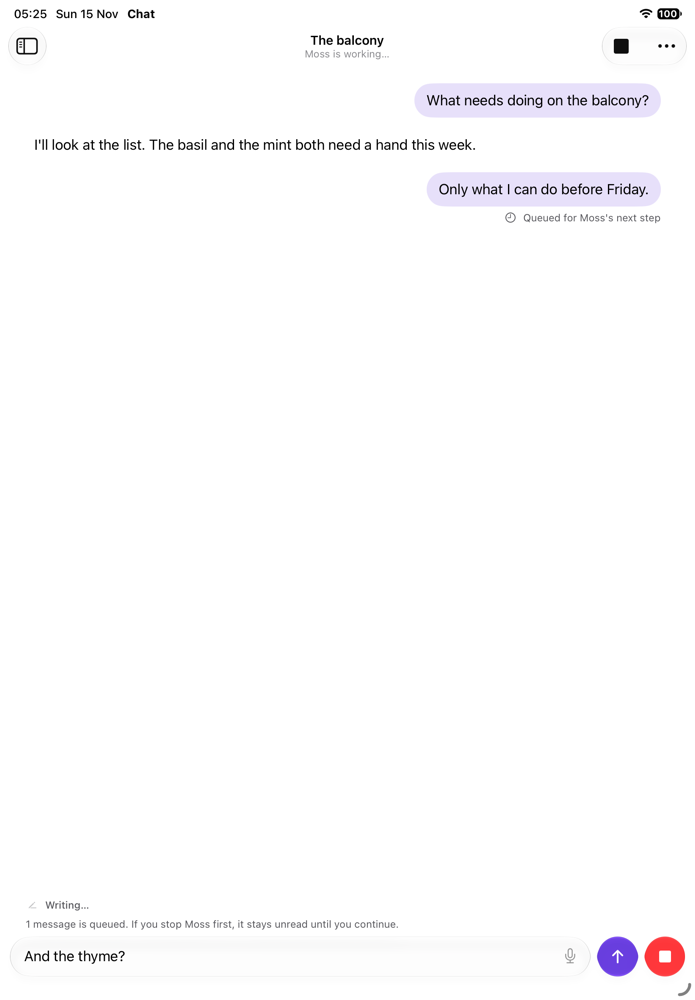 05:25 Sun 15 Nov Chat
100
The balcony
Moss is working...
What needs doing on the balcony?
I'll look at the list. The basil and the mint both need a hand this week.
Only what I can do before Friday.
Queued for Moss's next step
Writing...
1 message is queued. If you stop Moss first, it stays unread until you continue.
And the thyme?